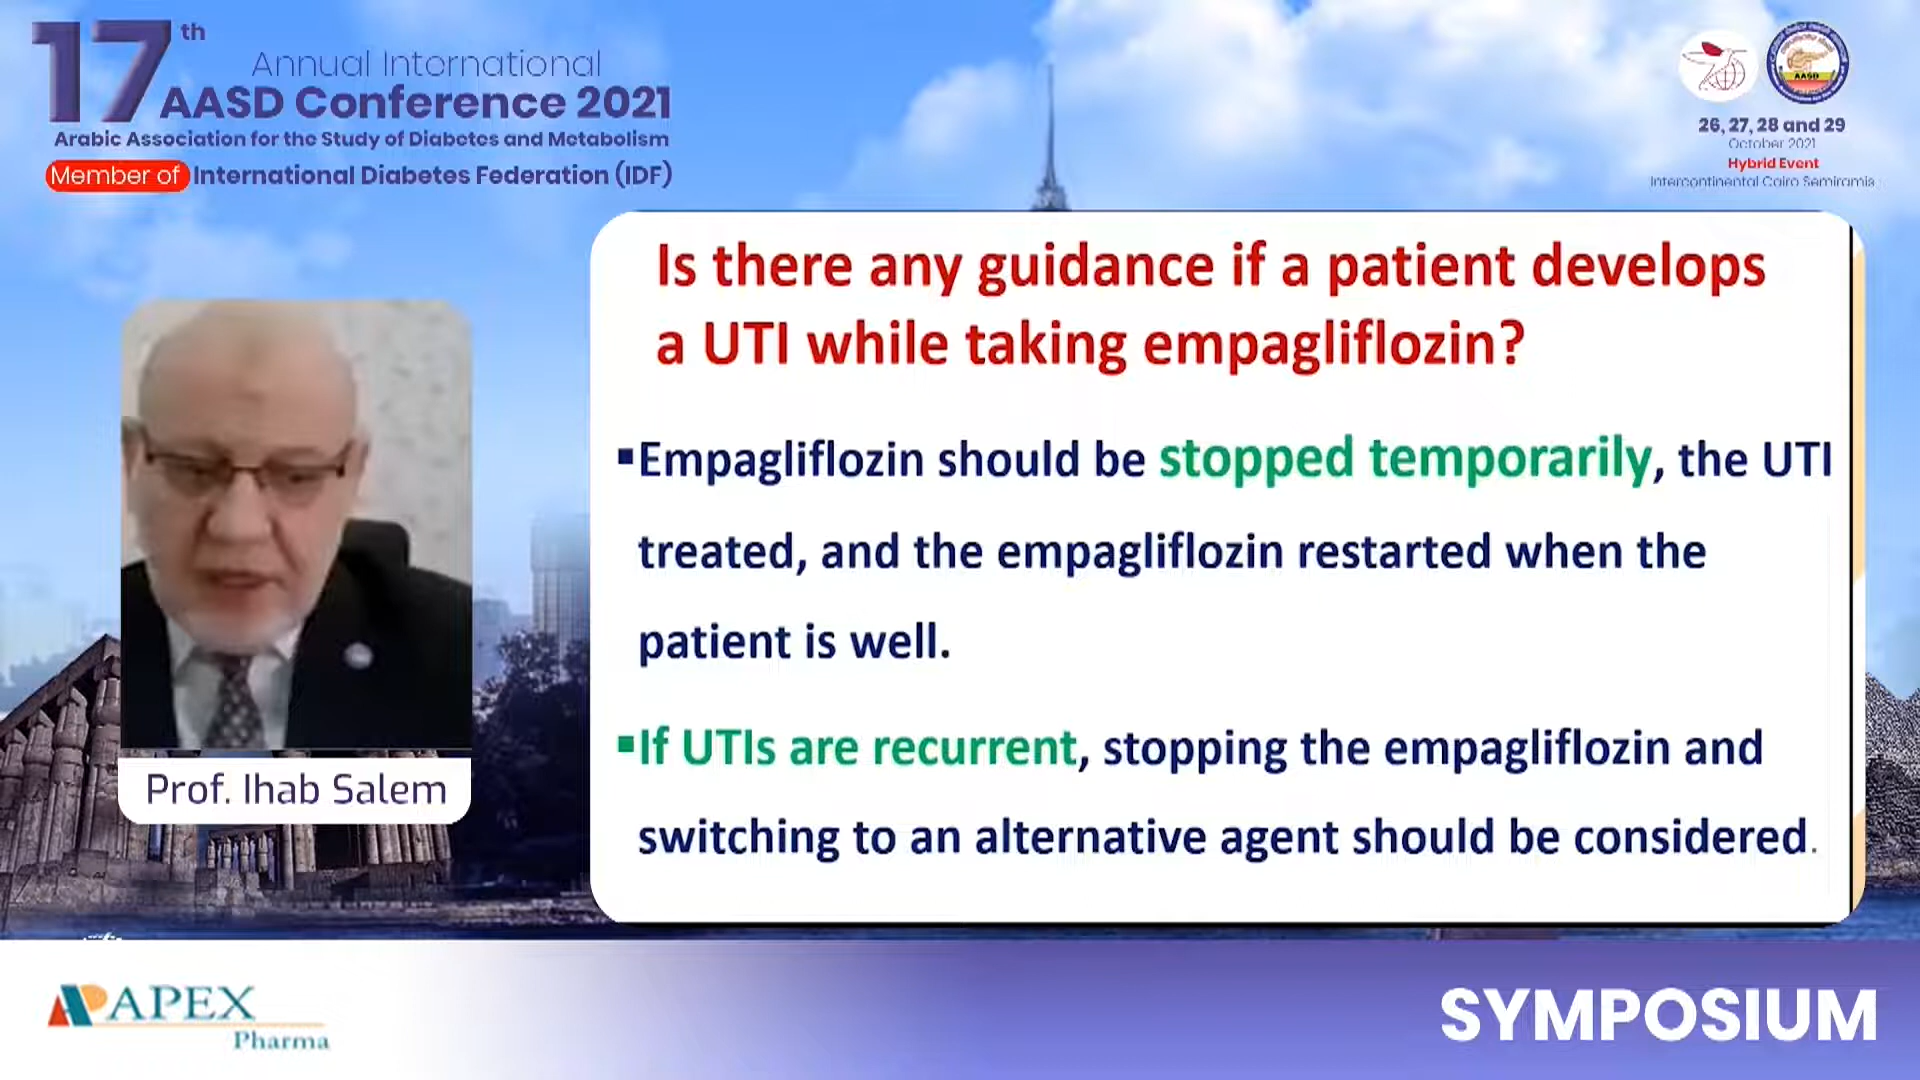 17th
Annual International
AASD Conference 2021
Arabic Association for the Study of Diabetes and Metabolism
Member of International Diabetes Federation (IDF)
AASD
26, 27, 28 and 29
October 2021
Hybrid Event
Intercontinental Cairo Semiramis
Is there any guidance if a patient develops
a UTI while taking empagliflozin?
▪Empagliflozin should be stopped temporarily, the UTI
treated, and the empagliflozin restarted when the
patient is well.
▪If UTIs are recurrent, stopping the empagliflozin and
switching to an alternative agent should be considered.
Prof. Ihab Salem
APEX
Pharma
SYMPOSIUM